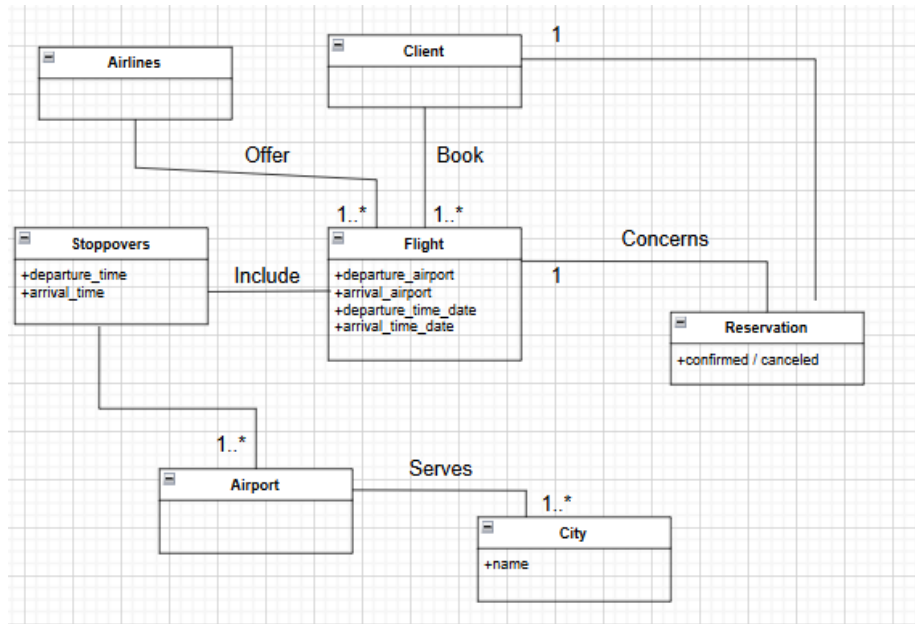 Airlines
Client
1
Offer
Book
1..*
1..*
Stoppovers
+departure_time
+arrival_time
Include
Flight
+departure_airport
+arrival_airport
+departure_time_date
+arrival_time_date
Concerns
1
Reservation
+confirmed / canceled
1..*
Airport
Serves
1..*
City
+name